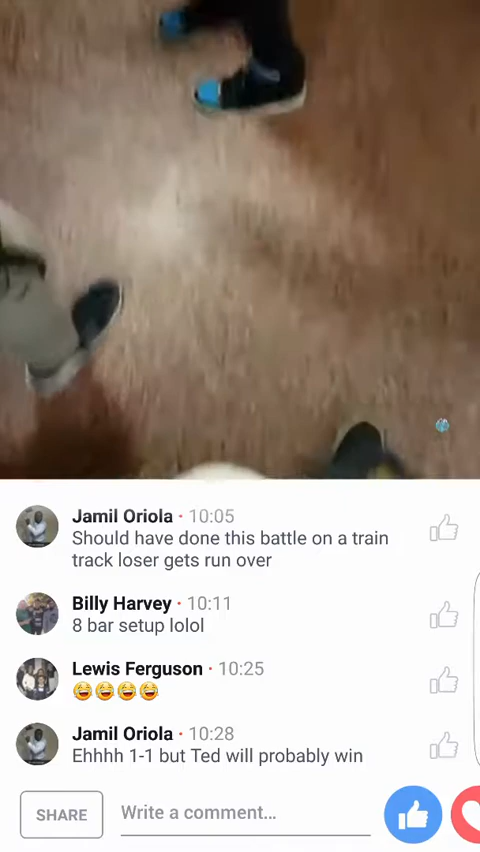 Jamil Oriola • 10:05
Should have done this battle on a train
track loser gets run over
Billy Harvey • 10:11
8 bar setup lolol
Lewis Ferguson • 10:25
😂😂😂😂
Jamil Oriola • 10:28
Ehhhh 1-1 but Ted will probably win
SHARE
Write a comment...